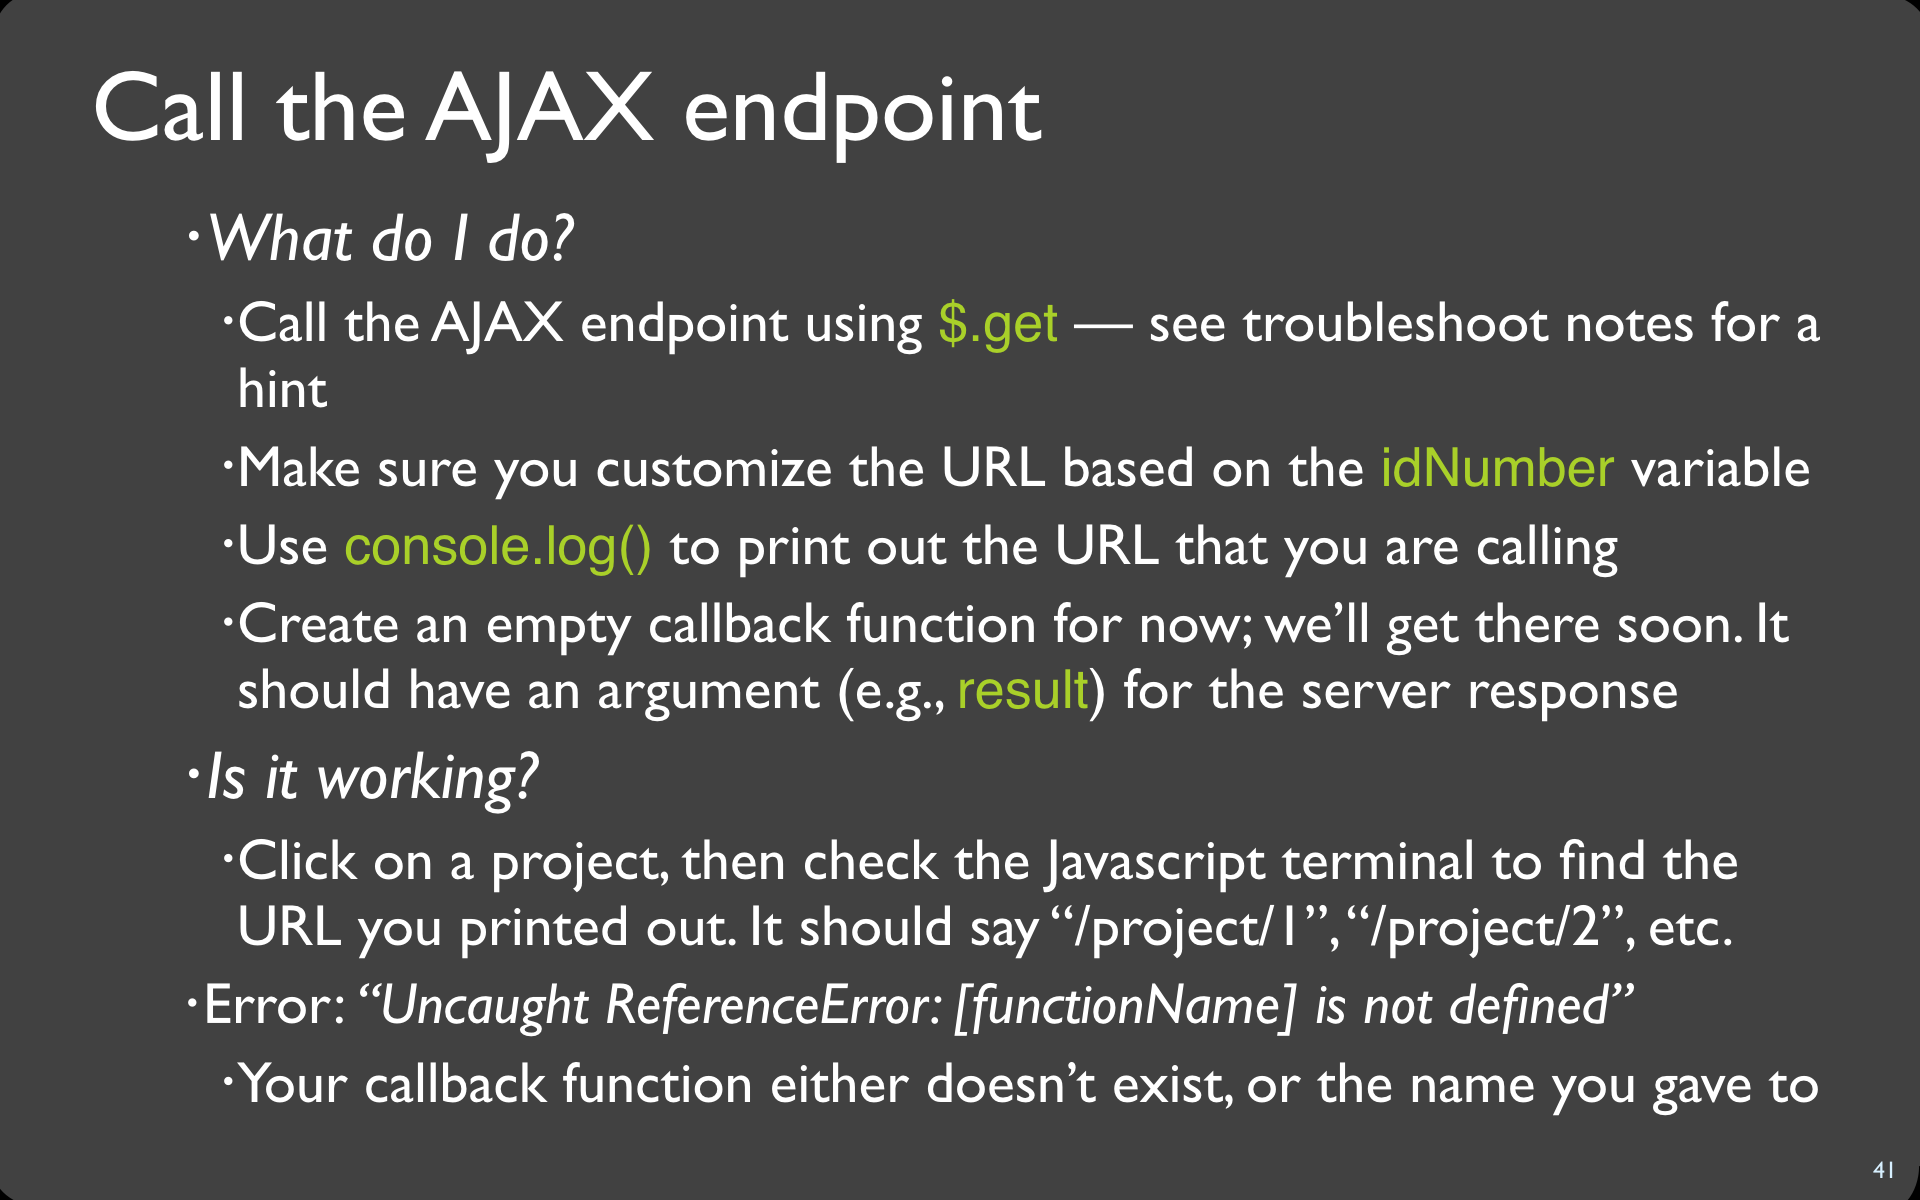 Call the AJAX endpoint
•What do I do?
•Call the AJAX endpoint using $.get — see troubleshoot notes for a
hint
•Make sure you customize the URL based on the idNumber variable
•Use console.log() to print out the URL that you are calling
•Create an empty callback function for now; we’ll get there soon. It
should have an argument (e.g., result) for the server response
•Is it working?
•Click on a project, then check the Javascript terminal to find the
URL you printed out. It should say “/project/1”, “/project/2”, etc.
•Error: “Uncaught ReferenceError: [functionName] is not defined”
•Your callback function either doesn’t exist, or the name you gave to
41